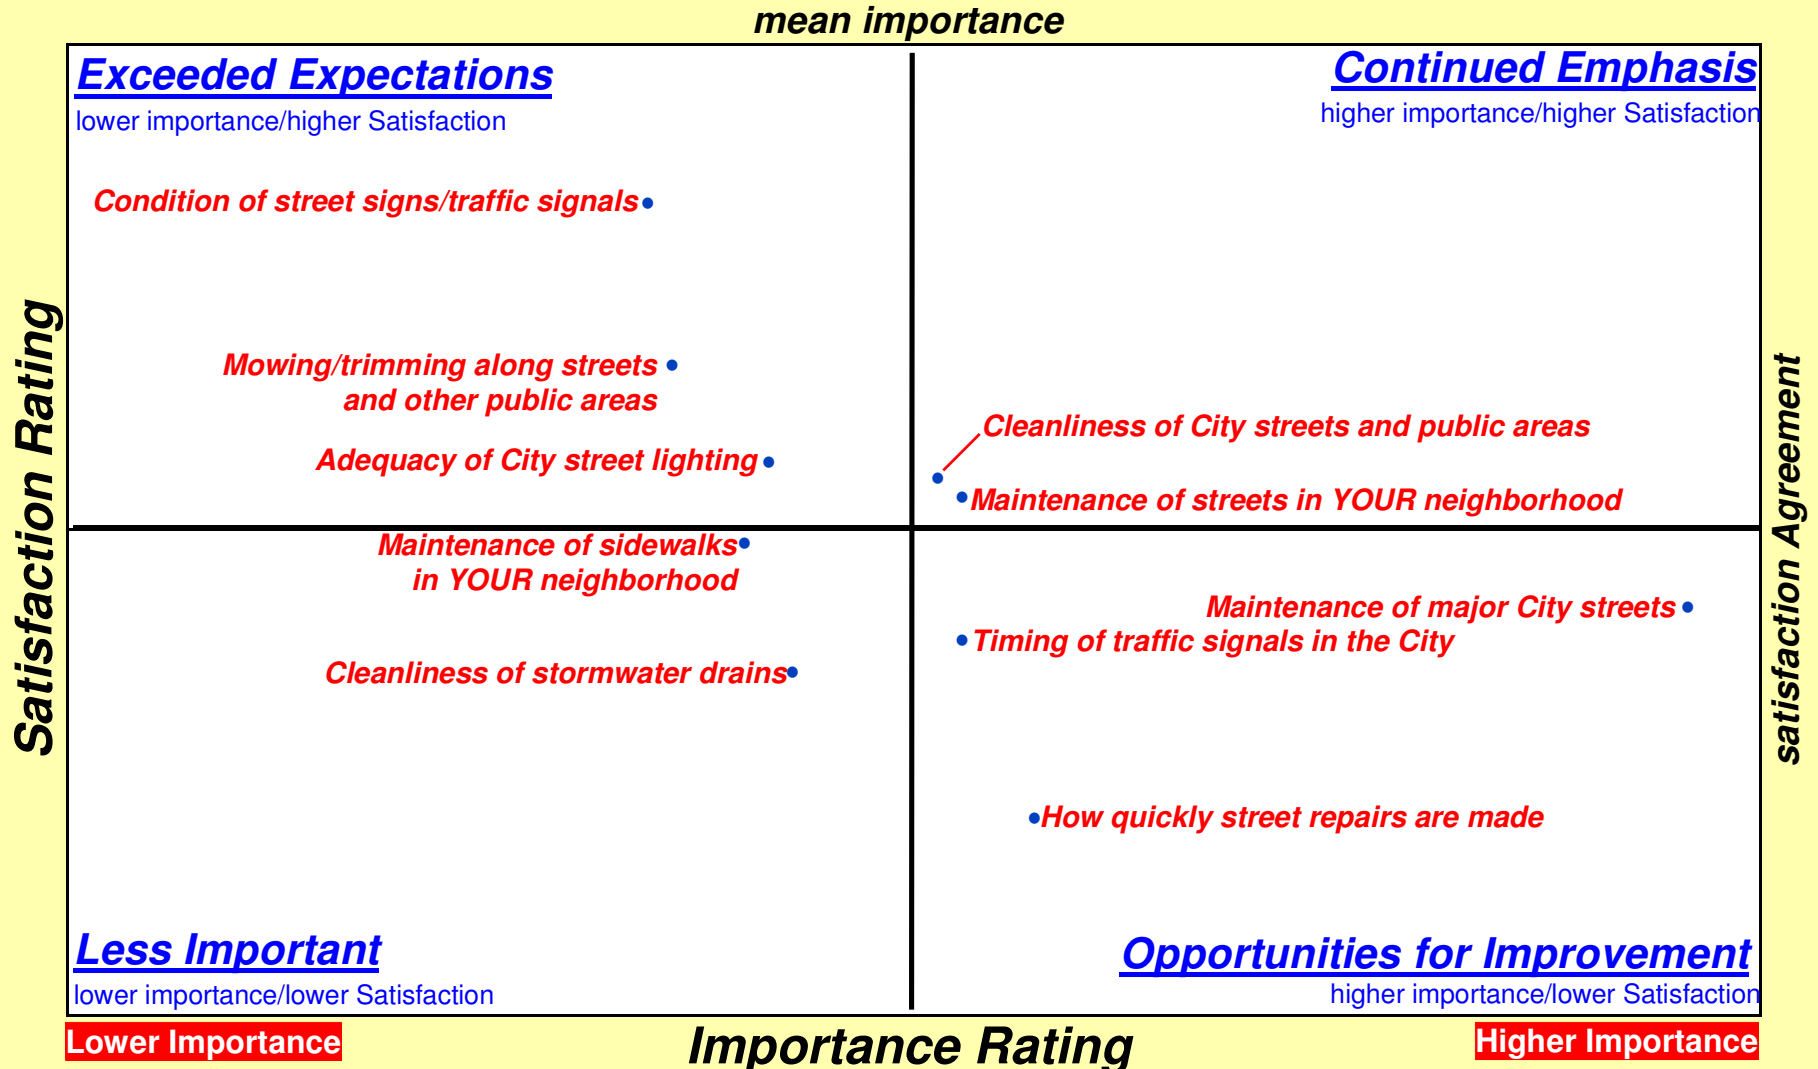 mean importance
Exceeded Expectations
lower importance/higher Satisfaction
Continued Emphasis
higher importance/higher Satisfaction
Condition of street signs/traffic signals
Mowing/trimming along streets
and other public areas
Adequacy of City street lighting
Cleanliness of City streets and public areas
Maintenance of streets in YOUR neighborhood
Satisfaction Rating
satisfaction Agreement
Maintenance of sidewalks
in YOUR neighborhood
Cleanliness of stormwater drains
Maintenance of major City streets
Timing of traffic signals in the City
How quickly street repairs are made
Less Important
lower importance/lower Satisfaction
Opportunities for Improvement
higher importance/lower Satisfaction
Lower Importance
Importance Rating
Higher Importance